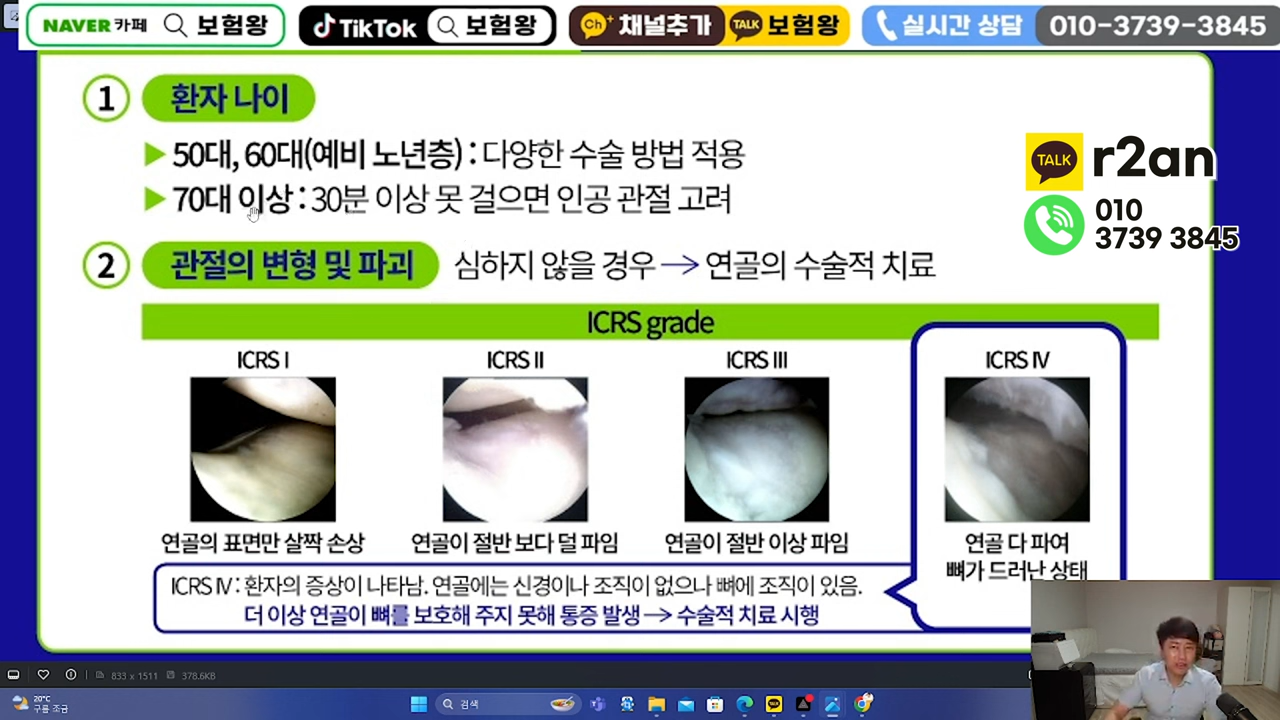 NAVER 카페 보험왕
TikTok 보험왕
Ch+ 채널추가 TALK 보험왕
실시간 상담 010-3739-3845
1 환자 나이
▶ 50대, 60대(예비 노년층) : 다양한 수술 방법 적용
▶ 70대 이상 : 30분 이상 못 걸으면 인공 관절 고려
TALK r2an
010
3739 3845
2 관절의 변형 및 파괴 심하지 않을 경우 → 연골의 수술적 치료
ICRS grade
ICRS I ICRS II ICRS III ICRS IV
연골의 표면만 살짝 손상 연골이 절반 보다 덜 파임 연골이 절반 이상 파임 연골 다 파여
뼈가 드러난 상태
ICRS IV : 환자의 증상이 나타남. 연골에는 신경이나 조직이 없으나 뼈에 조직이 있음.
더 이상 연골이 뼈를 보호해 주지 못해 통증 발생 → 수술적 치료 시행
833 x 1511 378.6KB
20°C
구름 조금
검색